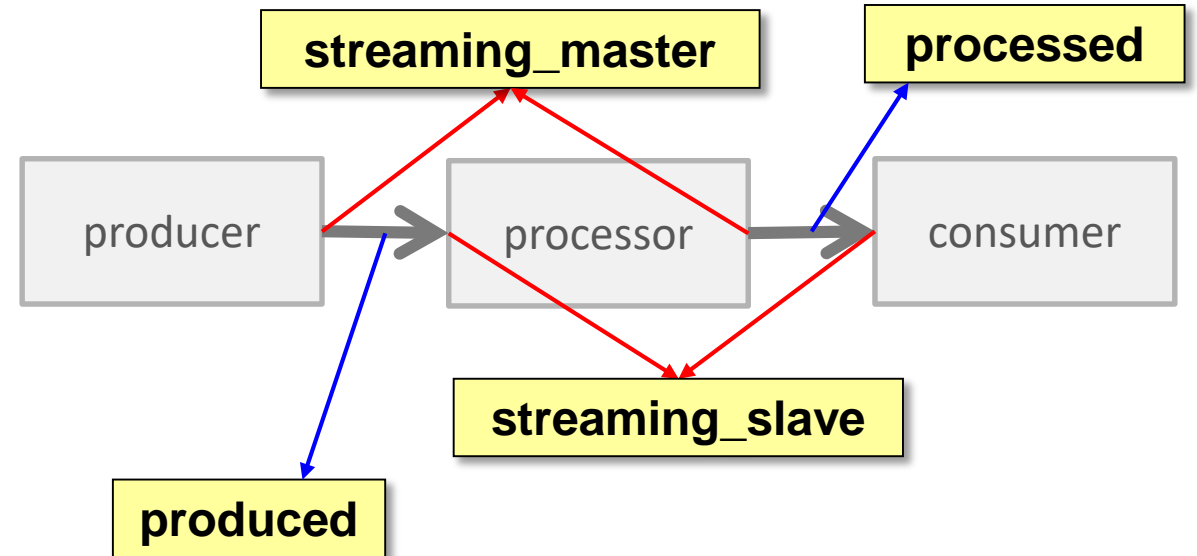 streaming_master
processed
producer
processor
consumer
streaming_slave
produced